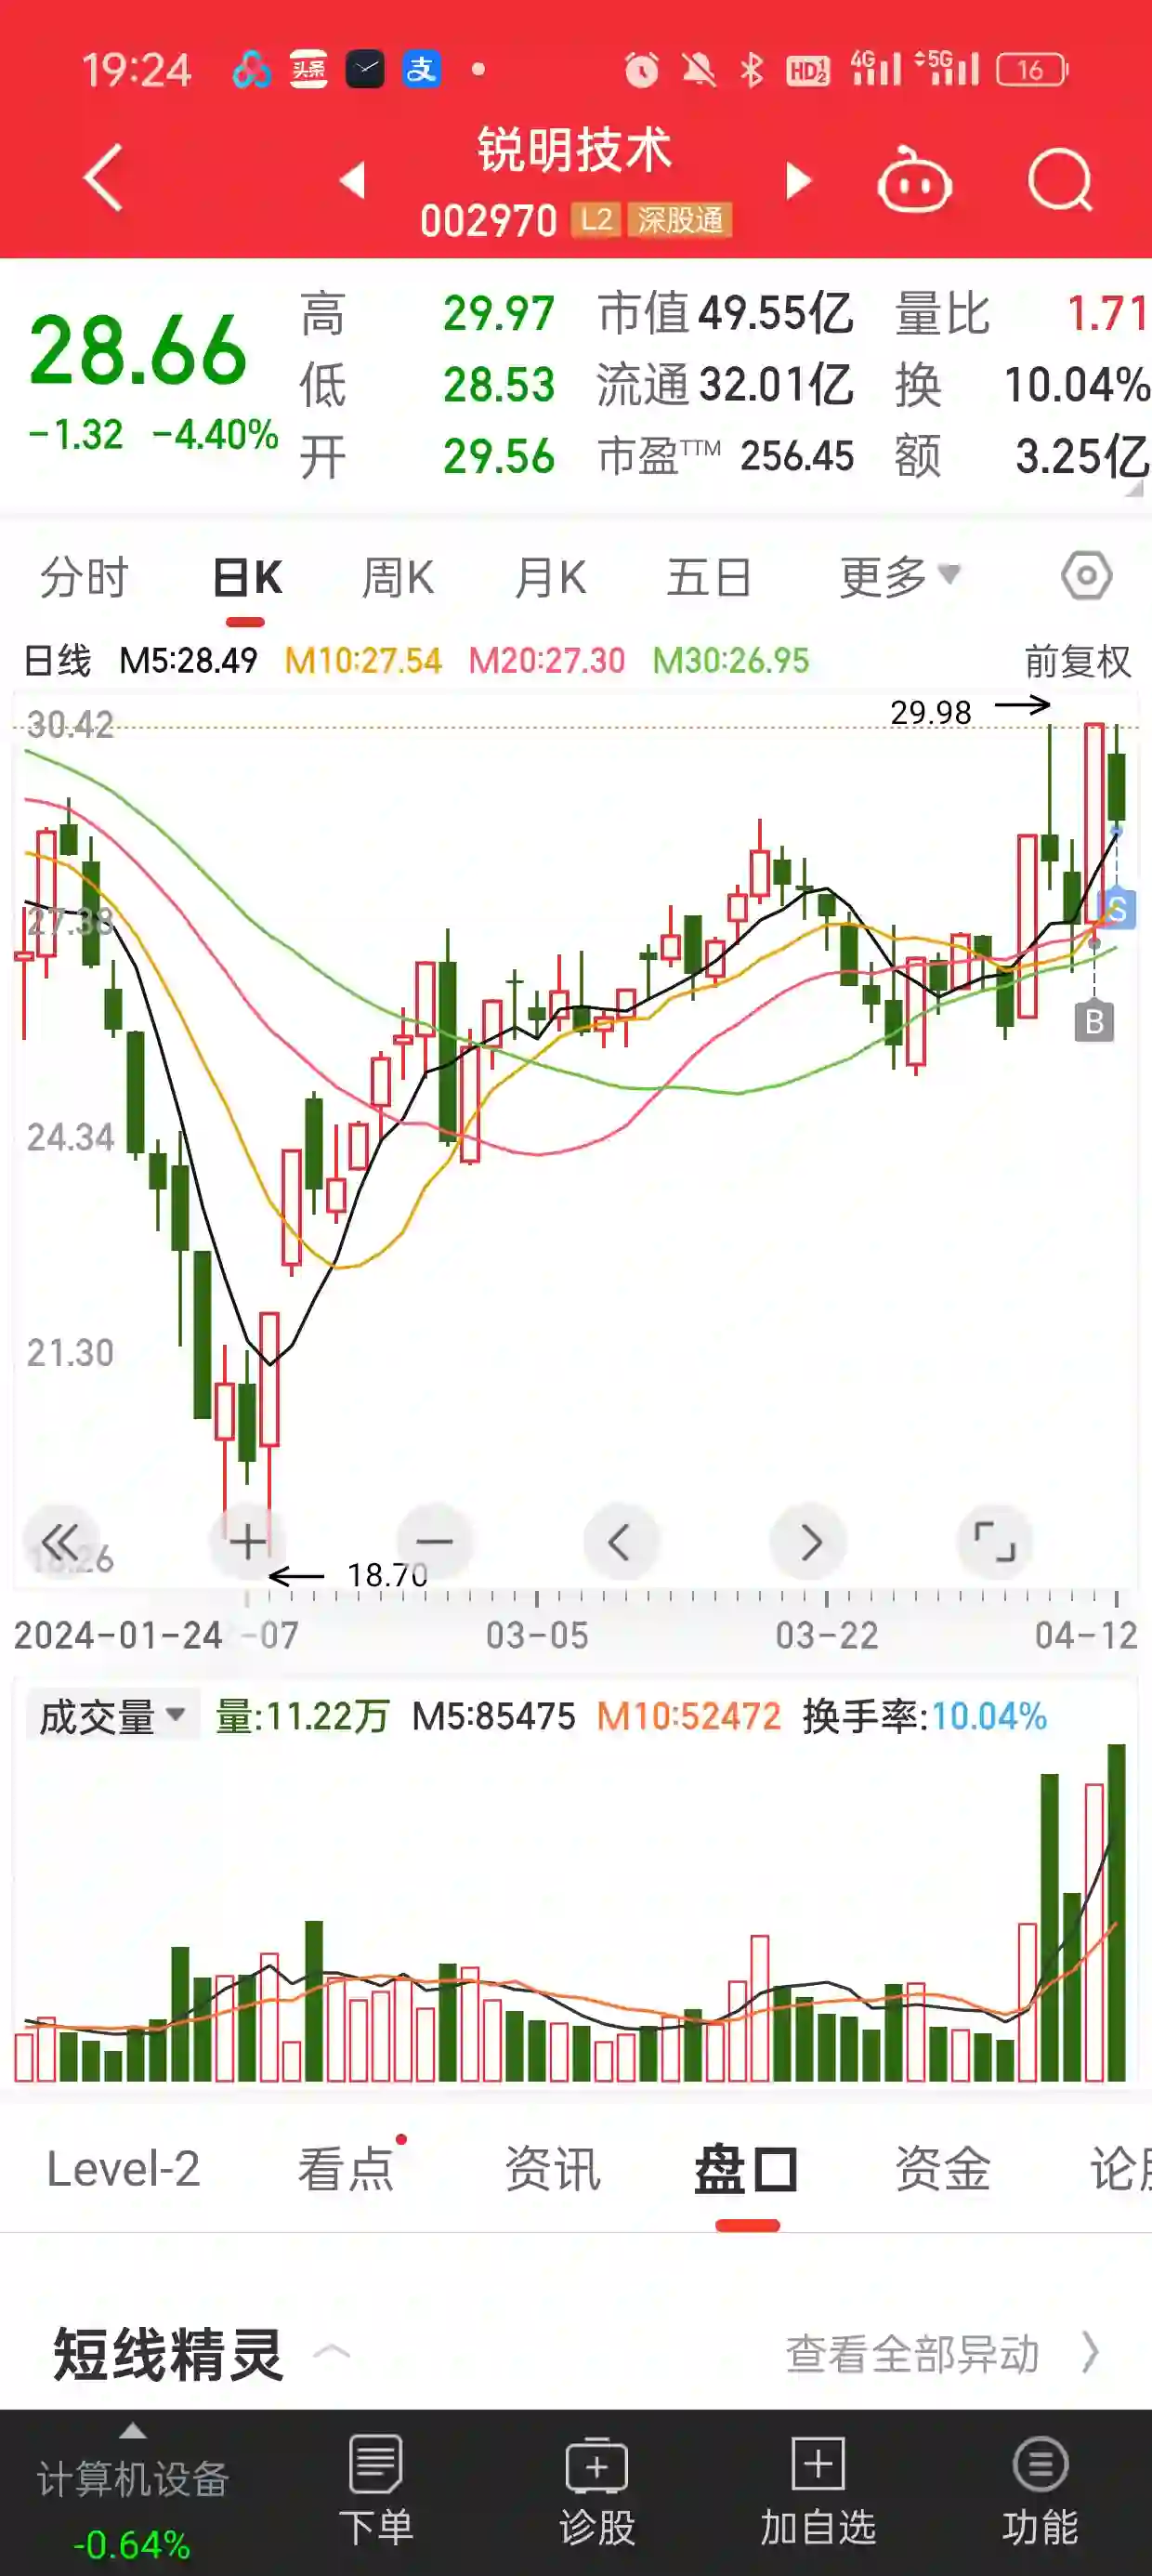 19:24 头条 支 HD 1 2 4G 5G 16
锐明技术
002970 L2 深股通
28.66 高 29.97 市值 49.55亿 量比 1.71
低 28.53 流通 32.01亿 换 10.04%
-1.32 -4.40% 开 29.56 市盈TTM 256.45 额 3.25亿
分时 日K 周K 月K 五日 更多
日线 M5:28.49 M10:27.54 M20:27.30 M30:26.95 前复权
29.98
30.42
27.38
S
B
24.34
21.30
18.70
2024-01-24 -07 03-05 03-22 04-12
成交量 量:11.22万 M5:85475 M10:52472 换手率:10.04%
Level-2 看点 资讯 盘口 资金
短线精灵 查看全部异动
计算机设备 下单 诊股 加自选 功能
-0.64%